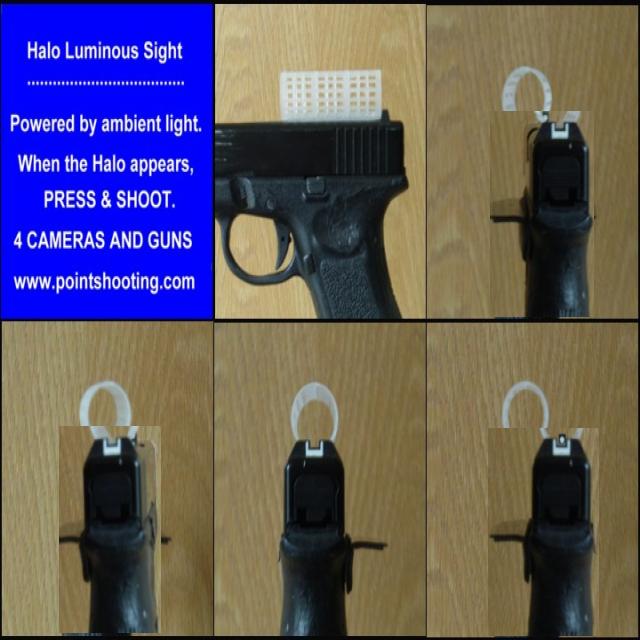 Halo Luminous Sight
Powered by ambient light.
When the Halo appears,
PRESS & SHOOT.
4 CAMERAS AND GUNS
www.pointshooting.com